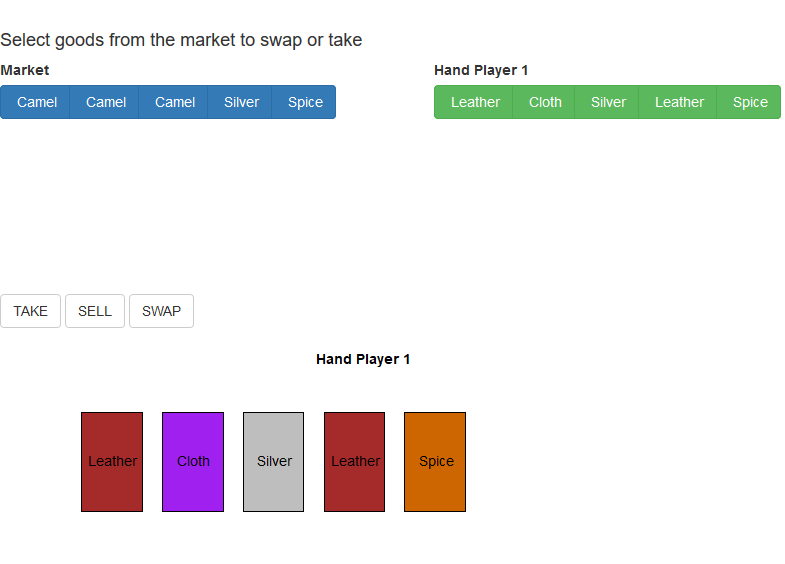 Select goods from the market to swap or take
Market
Hand Player 1
Camel Camel Camel Silver Spice
Leather Cloth Silver Leather Spice
TAKE SELL SWAP
Hand Player 1
Leather Cloth Silver Leather Spice